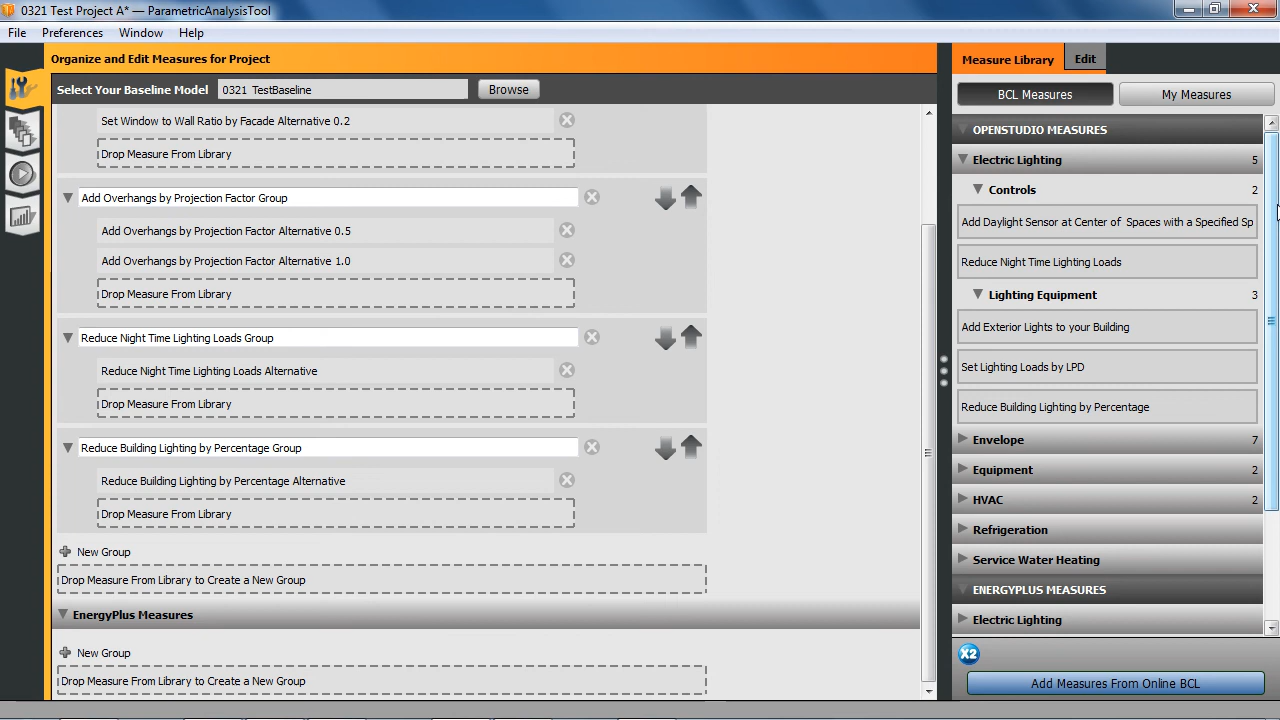 0321 Test Project A* — ParametricAnalysisTool
File Preferences Window Help
Organize and Edit Measures for Project
Select Your Baseline Model 0321 TestBaseline Browse
Set Window to Wall Ratio by Facade Alternative 0.2
Drop Measure From Library
Add Overhangs by Projection Factor Group
Add Overhangs by Projection Factor Alternative 0.5
Add Overhangs by Projection Factor Alternative 1.0
Drop Measure From Library
Reduce Night Time Lighting Loads Group
Reduce Night Time Lighting Loads Alternative
Drop Measure From Library
Reduce Building Lighting by Percentage Group
Reduce Building Lighting by Percentage Alternative
Drop Measure From Library
New Group
Drop Measure From Library to Create a New Group
EnergyPlus Measures
New Group
Drop Measure From Library to Create a New Group
Measure Library Edit
BCL Measures My Measures
OPENSTUDIO MEASURES
Electric Lighting 5
Controls 2
Add Daylight Sensor at Center of Spaces with a Specified Sp
Reduce Night Time Lighting Loads
Lighting Equipment 3
Add Exterior Lights to your Building
Set Lighting Loads by LPD
Reduce Building Lighting by Percentage
Envelope 7
Equipment 2
HVAC 2
Refrigeration
Service Water Heating
ENERGYPLUS MEASURES
Electric Lighting
X2
Add Measures From Online BCL